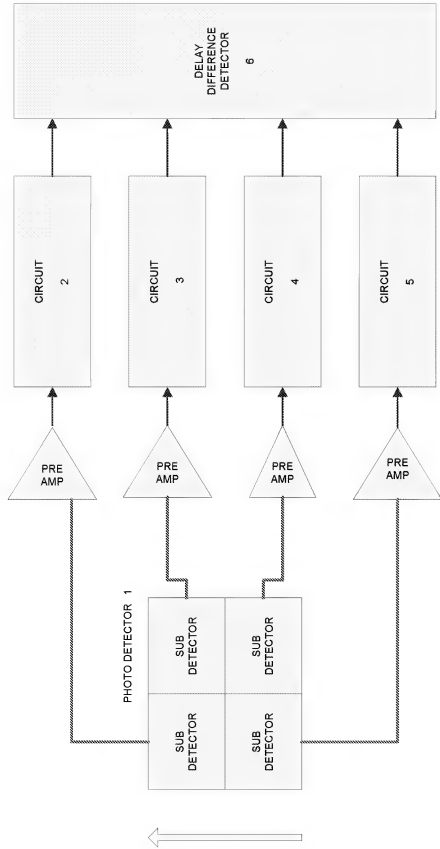 DELAY
DIFFERENCE
DETECTOR
6
CIRCUIT
2
CIRCUIT
3
CIRCUIT
4
CIRCUIT
5
PRE
AMP
PRE
AMP
PRE
AMP
PRE
AMP
PHOTO DETECTOR 1
SUB
DETECTOR
SUB
DETECTOR
SUB
DETECTOR
SUB
DETECTOR